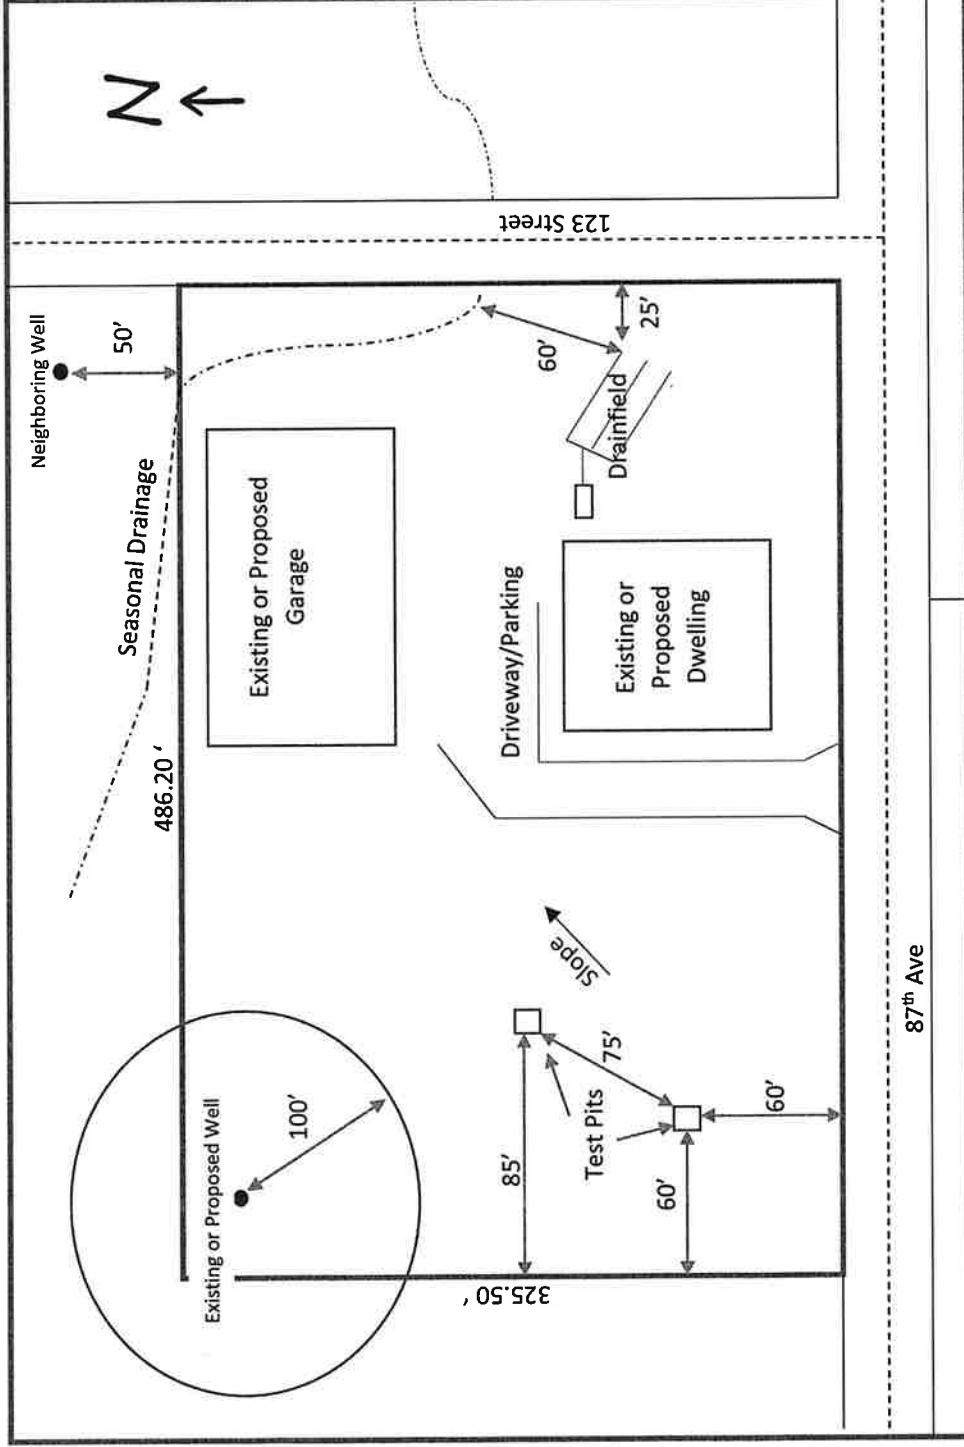 N
Neighboring Well
50'
Seasonal Drainage
486.20 '
Existing or Proposed Well
100'
Existing or Proposed
Garage
123 Street
60'
25'
Drainfield
Driveway/Parking
Existing or
Proposed
Dwelling
Slope
85'
75'
Test Pits
60'
60'
325.50 '
87th Ave